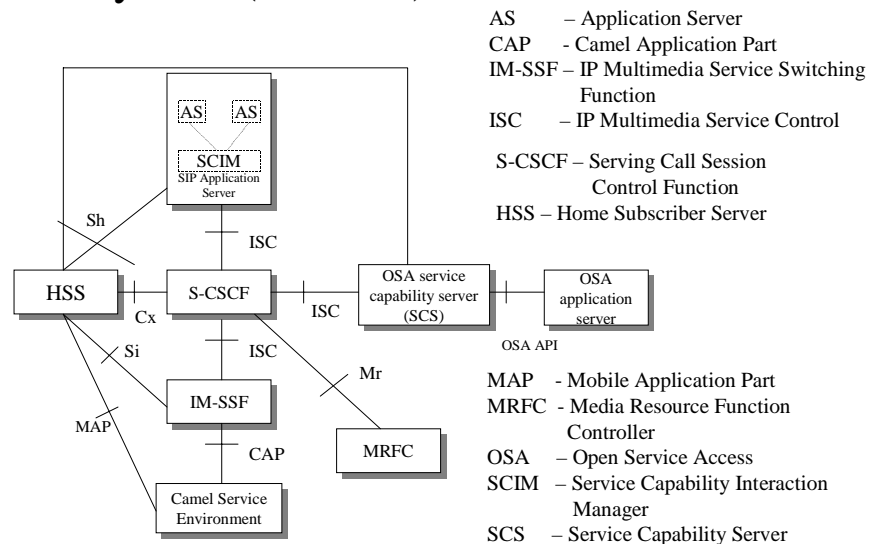 AS – Application Server
CAP - Camel Application Part
IM-SSF – IP Multimedia Service Switching
Function
ISC – IP Multimedia Service Control
S-CSCF – Serving Call Session
Control Function
HSS – Home Subscriber Server
AS AS
SCIM
SIP Application
Server
Sh
ISC
HSS
S-CSCF
OSA service
capability server
(SCS)
OSA
application
server
Cx
ISC
OSA API
Si
ISC
Mr
IM-SSF
MAP
CAP
MRFC
Camel Service
Environment
MAP - Mobile Application Part
MRFC - Media Resource Function
Controller
OSA – Open Service Access
SCIM – Service Capability Interaction
Manager
SCS – Service Capability Server